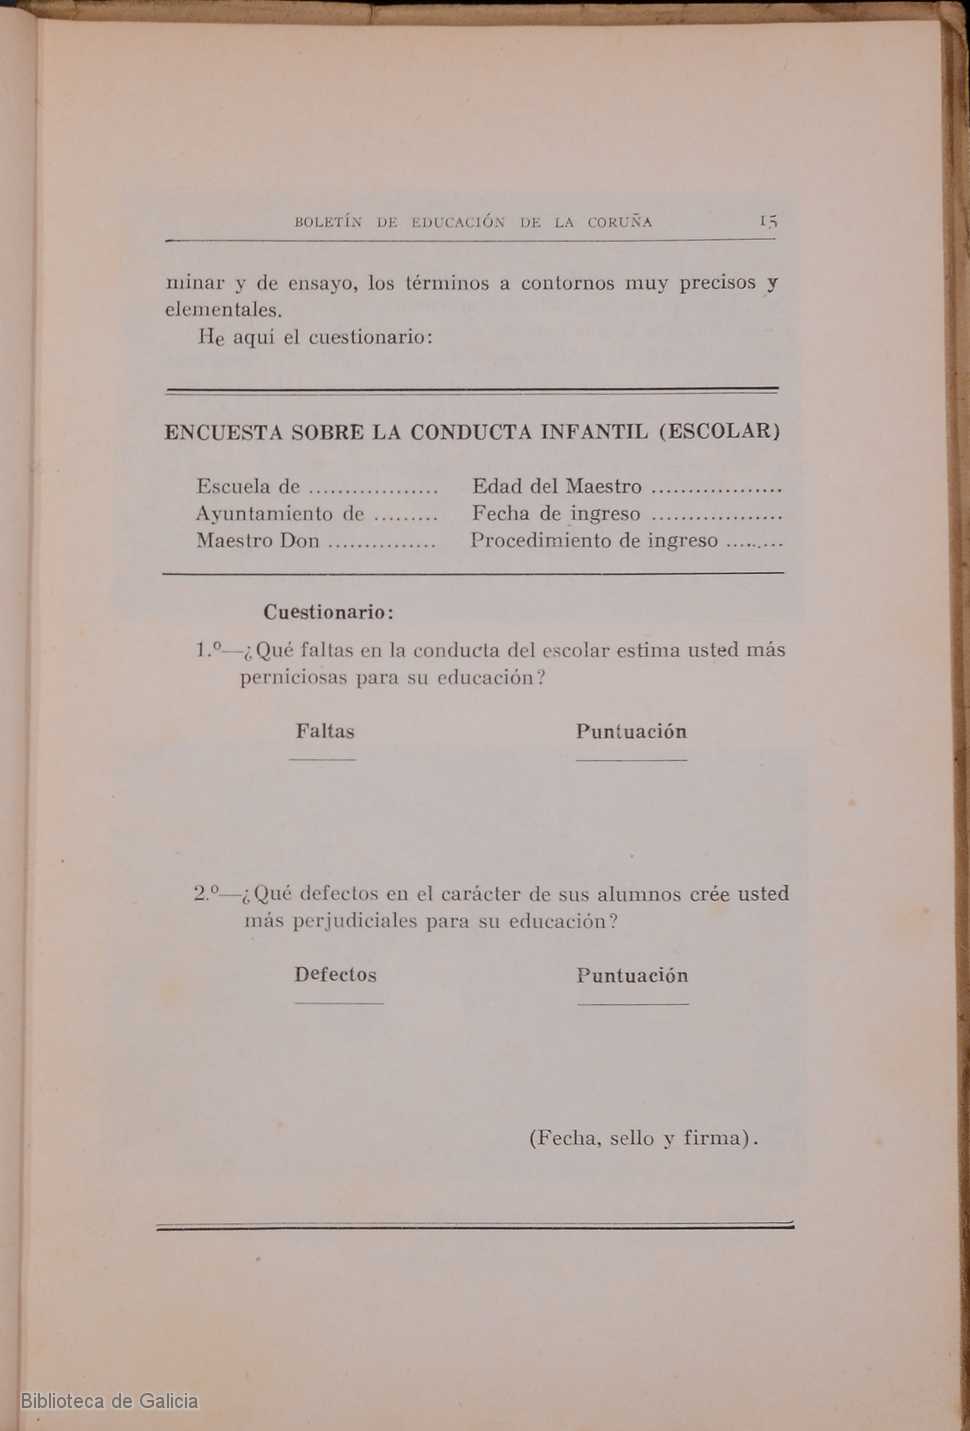 BOLETÍN DE EDUCACIÓN DE LA CORUÑA 15
minar y de ensayo, los términos a contornos muy precisos y
elementales.
He aquí el cuestionario:
ENCUESTA SOBRE LA CONDUCTA INFANTIL (ESCOLAR)
Escuela de .................. Edad del Maestro ..................
Ayuntamiento de ......... Fecha de ingreso ..................
Maestro Don ............... Procedimiento de ingreso .........
Cuestionario:
1.º—¿Qué faltas en la conducta del escolar estima usted más
perniciosas para su educación?
Faltas Puntuación
2.º—¿Qué defectos en el carácter de sus alumnos crée usted
más perjudiciales para su educación?
Defectos Puntuación
(Fecha, sello y firma).
Biblioteca de Galicia